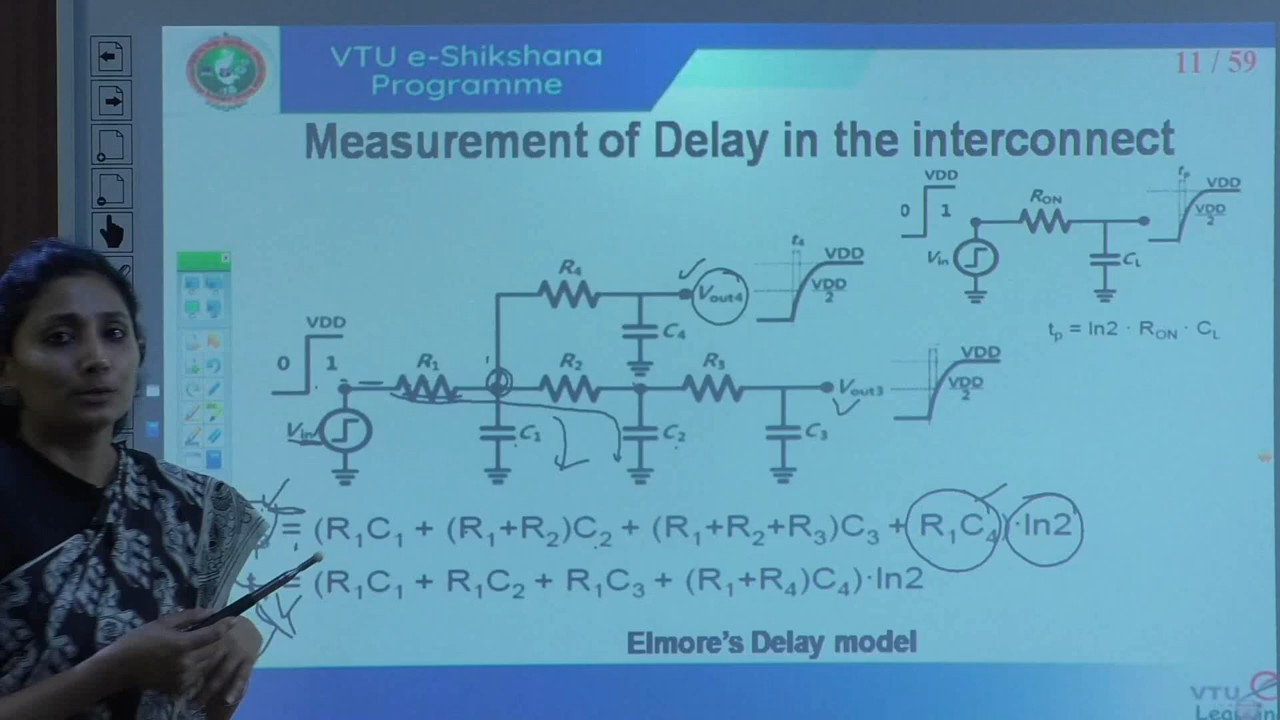 VTU e-Shikshana
Programme
11 / 59
Measurement of Delay in the interconnect
VDD
0 1
Vin
RON
CL
tp
VDD
VDD/2
tp = ln2 · RON · CL
VDD
0 1
Vin
R1
C1
R4
C4
Vout4
t4
VDD
VDD/2
R2
C2
R3
C3
Vout3
VDD
VDD/2
= (R1C1 + (R1+R2)C2 + (R1+R2+R3)C3 + R1C4)·ln2
= (R1C1 + R1C2 + R1C3 + (R1+R4)C4)·ln2
Elmore's Delay model
VTU